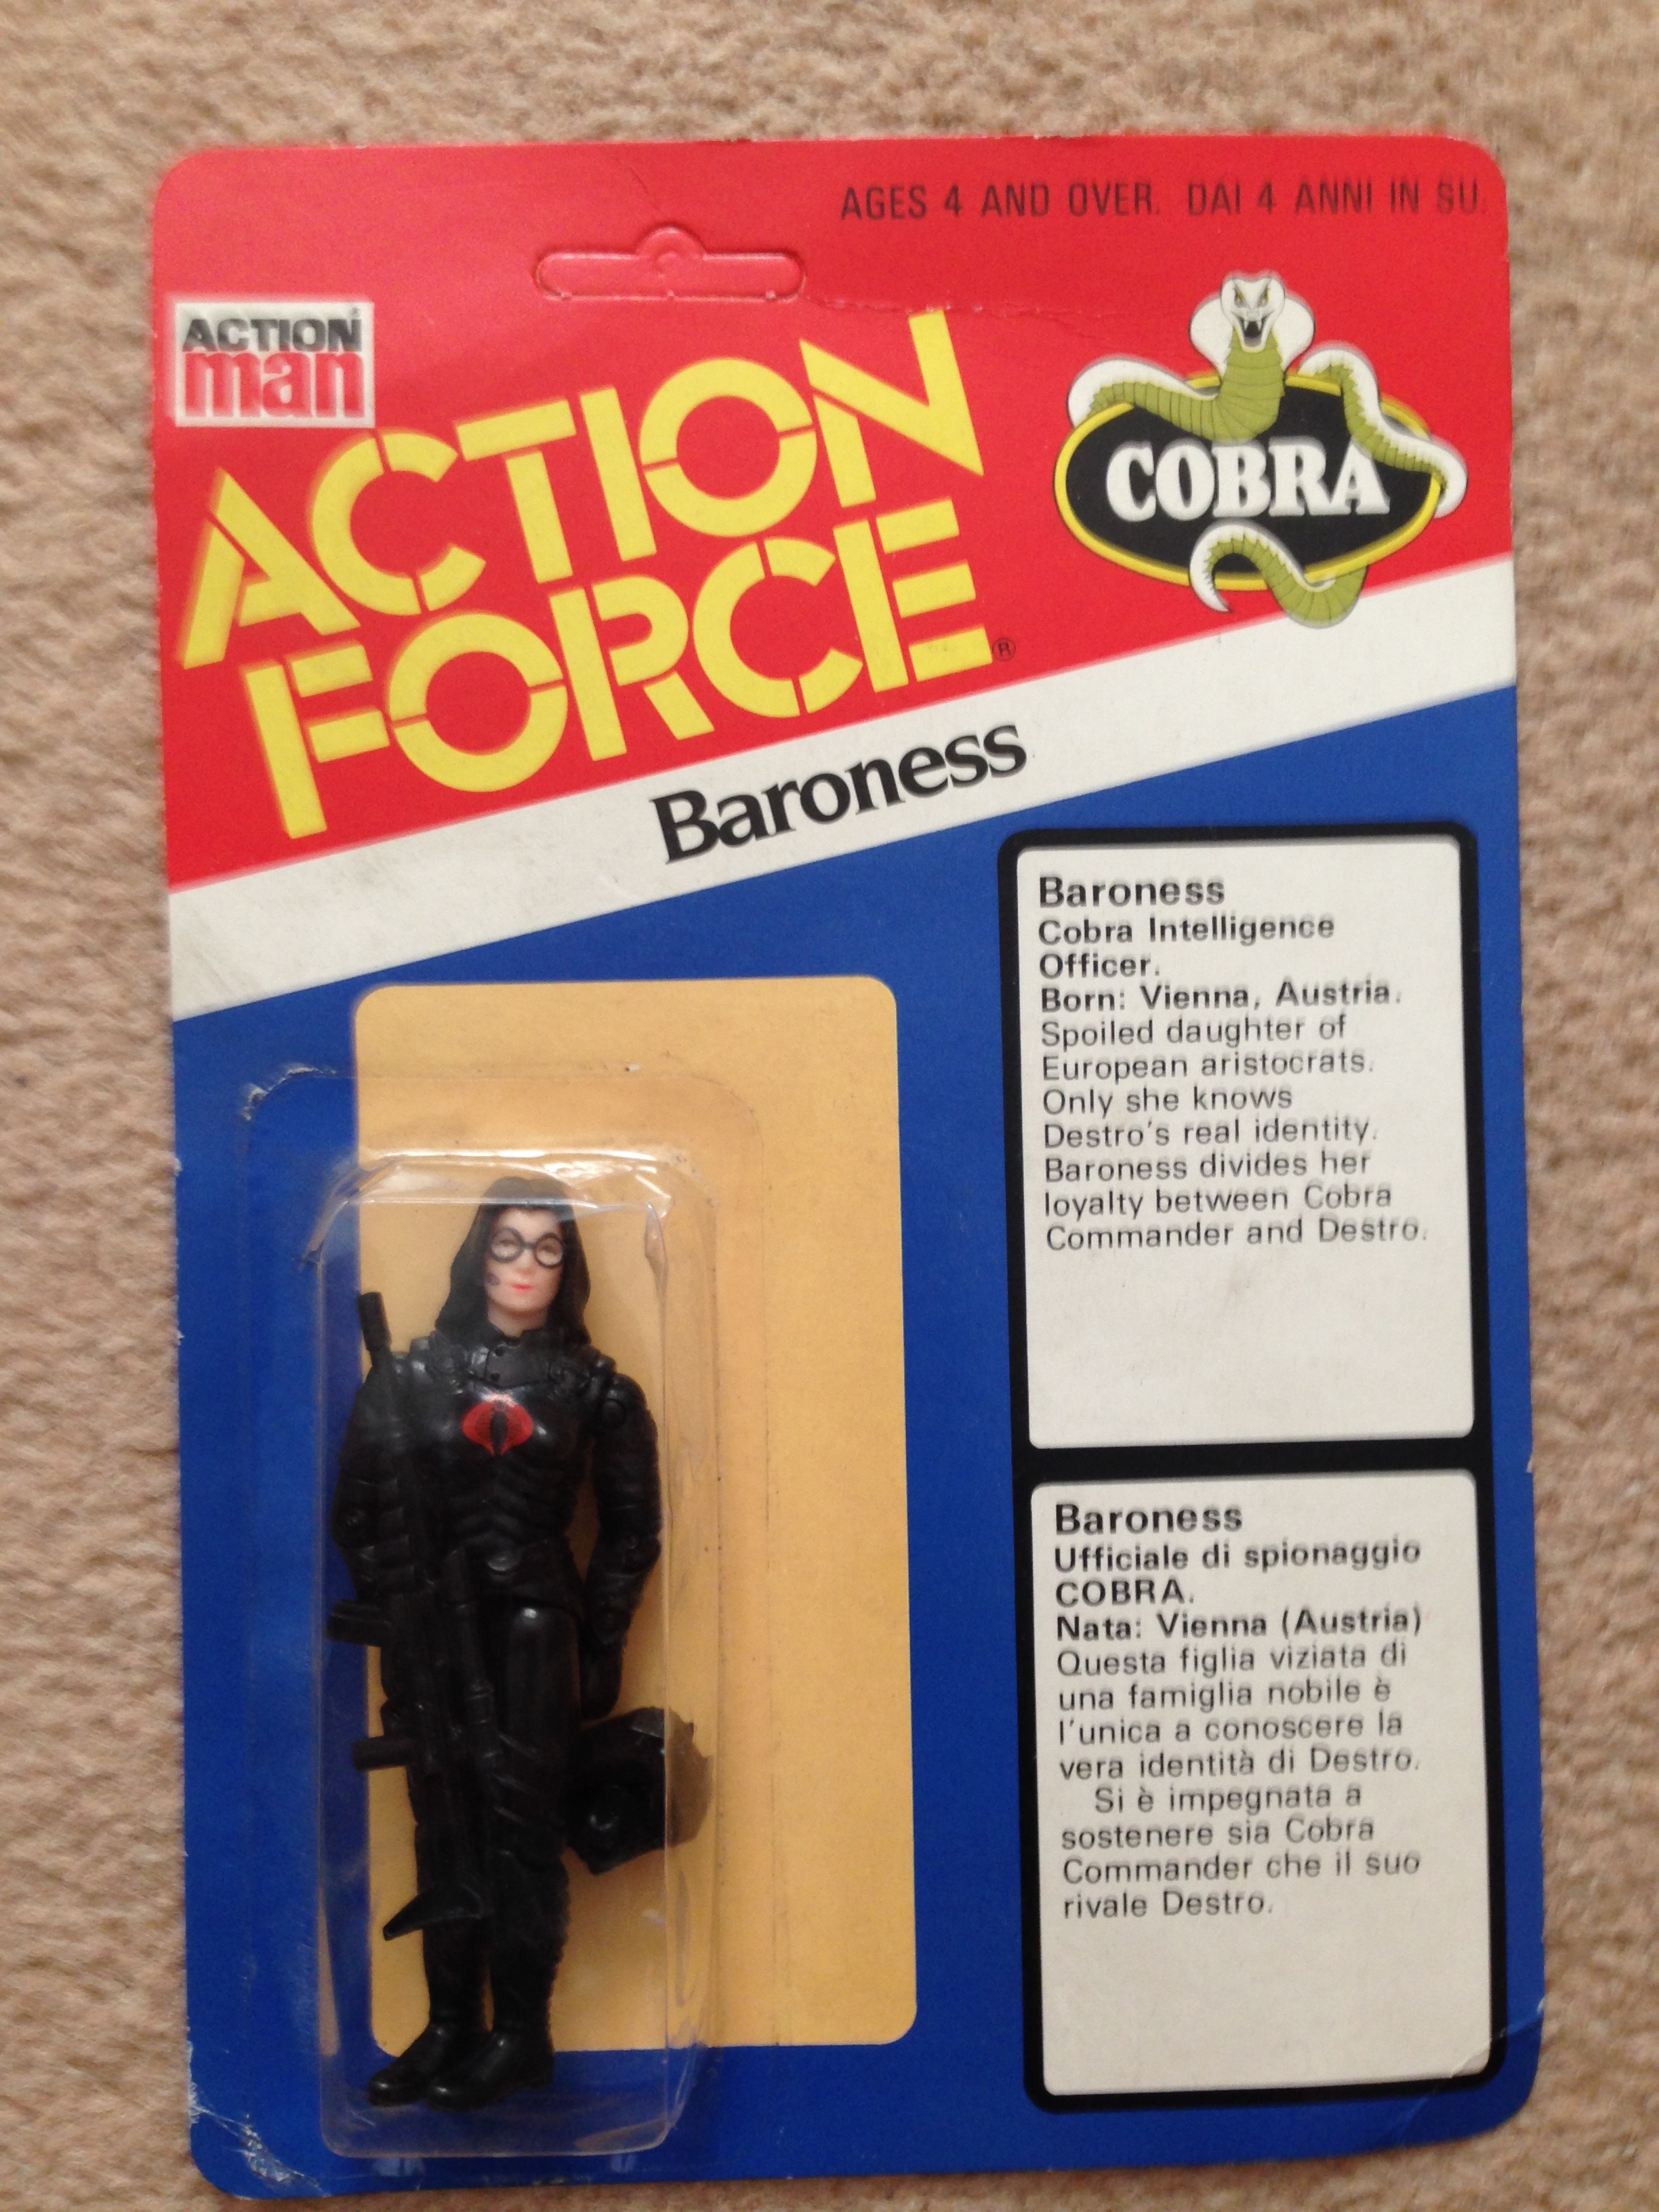 AGES 4 AND OVER. DAI 4 ANNI IN SU.
ACTION
man
ACTION
FORCE®
COBRA
Baroness
Baroness
Cobra Intelligence
Officer.
Born: Vienna, Austria.
Spoiled daughter of
European aristocrats.
Only she knows
Destro's real identity.
Baroness divides her
loyalty between Cobra
Commander and Destro.
Baroness
Ufficiale di spionaggio
COBRA.
Nata: Vienna (Austria)
Questa figlia viziata di
una famiglia nobile è
l'unica a conoscere la
vera identità di Destro.
Si è impegnata a
sostenere sia Cobra
Commander che il suo
rivale Destro.